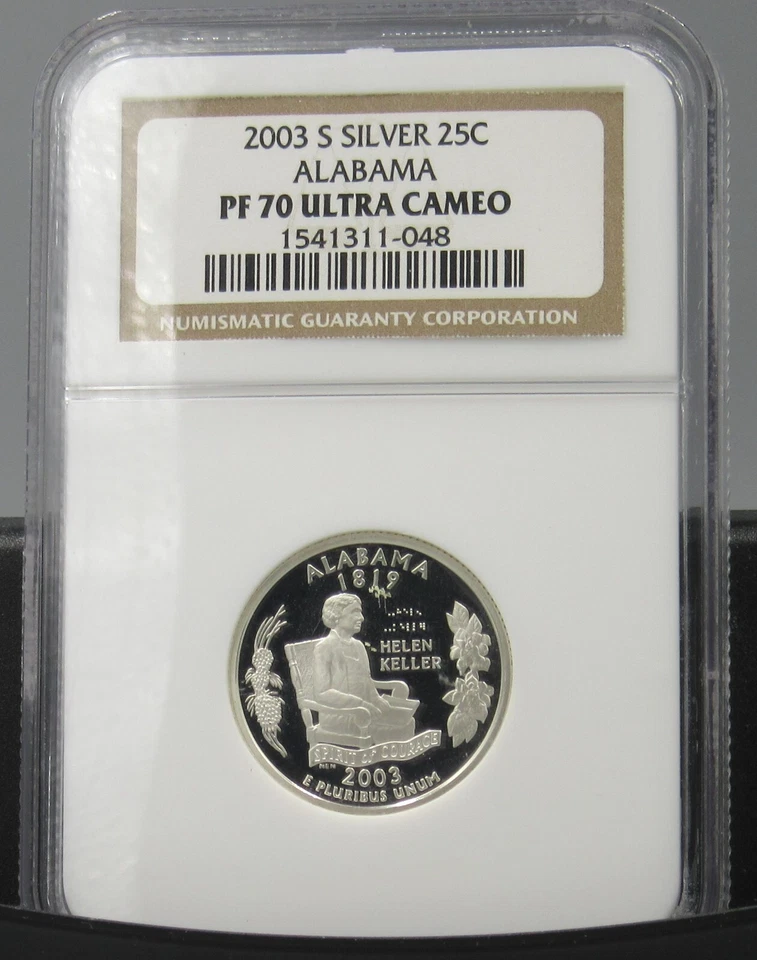 2003 S SILVER 25C
ALABAMA
PF 70 ULTRA CAMEO
1541311-048
NUMISMATIC GUARANTY CORPORATION
ALABAMA
1819
HELEN
KELLER
SPIRIT of COURAGE
2003
E PLURIBUS UNUM